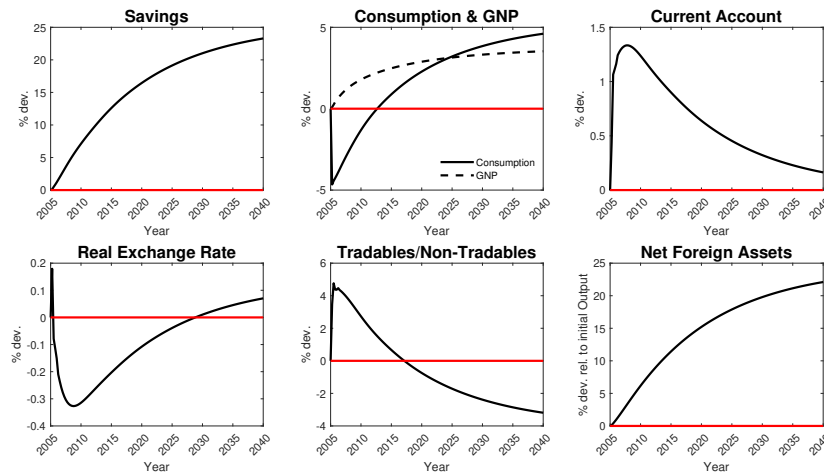 Savings
% dev.
25
20
15
10
5
0
2005 2010 2015 2020 2025 2030 2035 2040
Year
Consumption & GNP
% dev.
5
0
-5
Consumption
GNP
2005 2010 2015 2020 2025 2030 2035 2040
Year
Current Account
% dev.
1.5
1
0.5
0
2005 2010 2015 2020 2025 2030 2035 2040
Year
Real Exchange Rate
% dev.
0.2
0.1
0
-0.1
-0.2
-0.3
-0.4
2005 2010 2015 2020 2025 2030 2035 2040
Year
Tradables/Non-Tradables
% dev.
6
4
2
0
-2
-4
2005 2010 2015 2020 2025 2030 2035 2040
Year
Net Foreign Assets
% dev. rel. to initial Output
25
20
15
10
5
0
2005 2010 2015 2020 2025 2030 2035 2040
Year